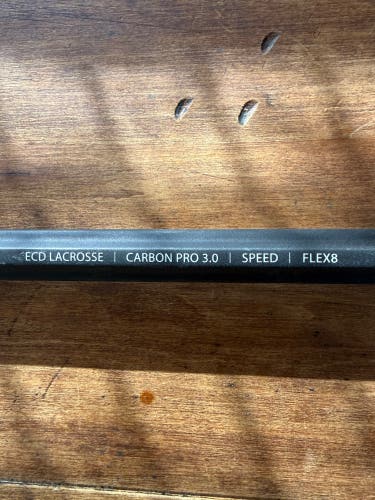 ECD LACROSSE | CARBON PRO 3.0 | SPEED | FLEX8